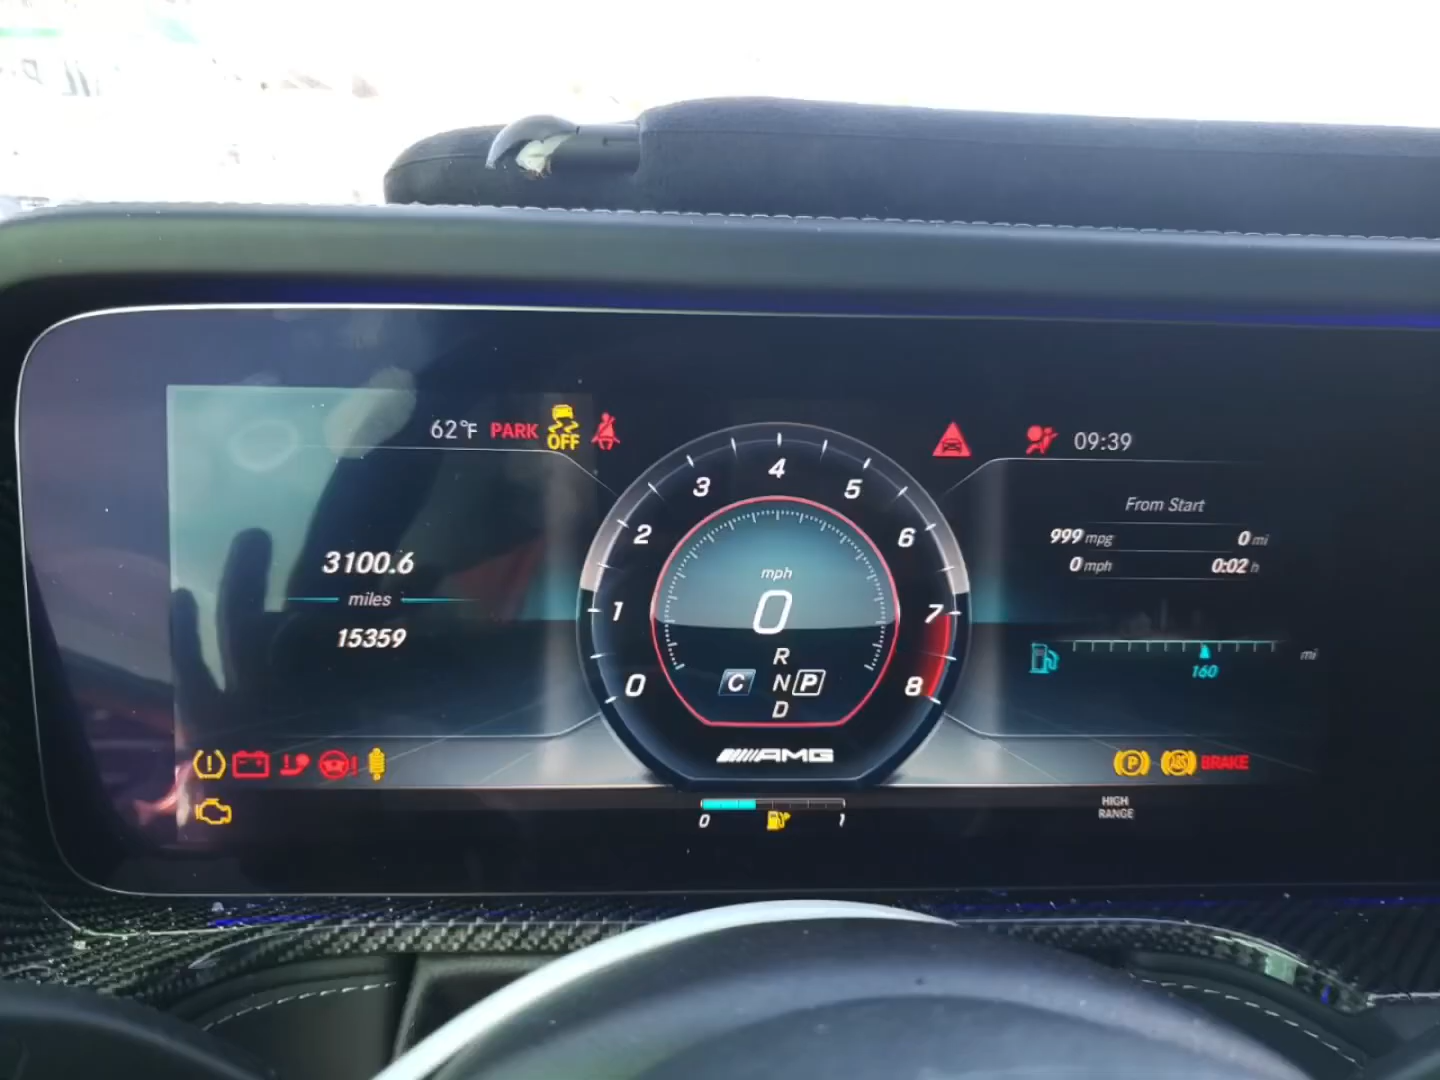 62°F PARK OFF
09:39
3100.6
miles
15359
0 1 2 3 4 5 6 7 8
mph
0
R
C N P
D
AMG
From Start
999 mpg 0 mi
0 mph 0:02 h
mi
160
P ABS BRAKE
0 1
HIGH
RANGE